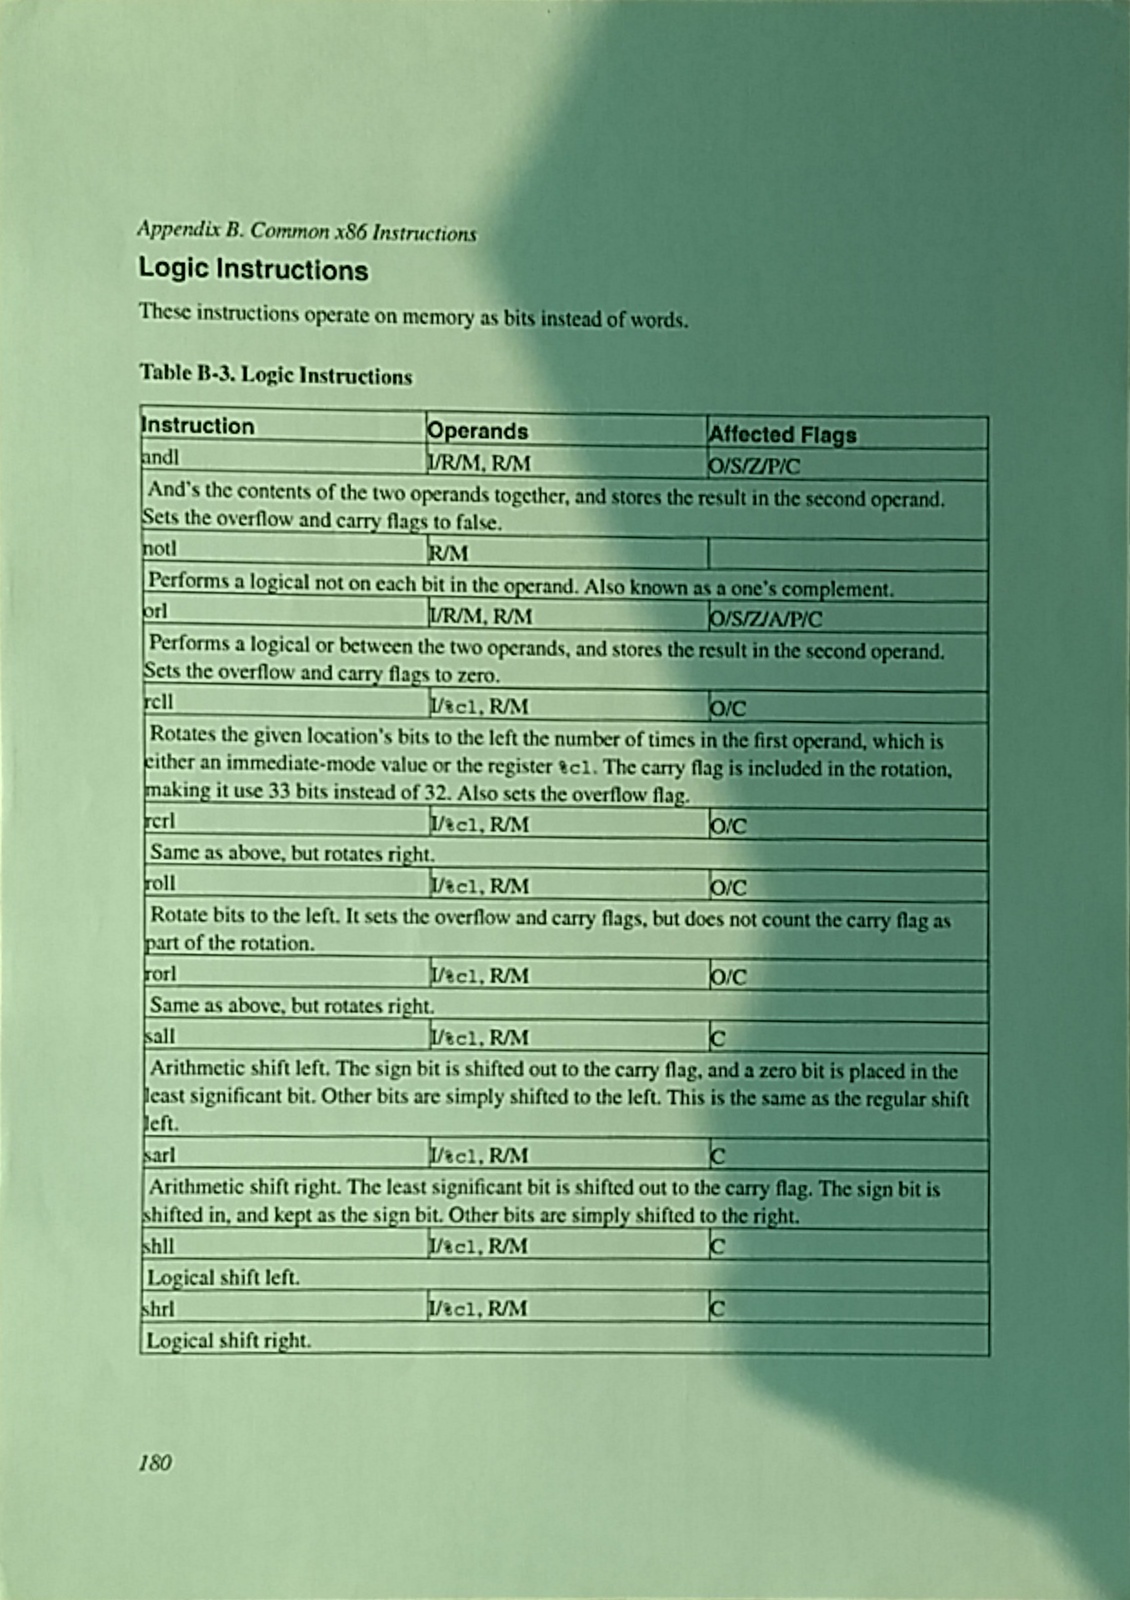 Appendix B. Common x86 Instructions
Logic Instructions
These instructions operate on memory as bits instead of words.
Table B-3. Logic Instructions
Instruction Operands Affected Flags
andl I/R/M, R/M O/S/Z/P/C
And's the contents of the two operands together, and stores the result in the second operand.
Sets the overflow and carry flags to false.
notl R/M
Performs a logical not on each bit in the operand. Also known as a one's complement.
orl I/R/M, R/M O/S/Z/A/P/C
Performs a logical or between the two operands, and stores the result in the second operand.
Sets the overflow and carry flags to zero.
rcll I/%cl, R/M O/C
Rotates the given location's bits to the left the number of times in the first operand, which is
either an immediate-mode value or the register %cl. The carry flag is included in the rotation,
making it use 33 bits instead of 32. Also sets the overflow flag.
rcrl I/%cl, R/M O/C
Same as above, but rotates right.
roll I/%cl, R/M O/C
Rotate bits to the left. It sets the overflow and carry flags, but does not count the carry flag as
part of the rotation.
rorl I/%cl, R/M O/C
Same as above, but rotates right.
sall I/%cl, R/M C
Arithmetic shift left. The sign bit is shifted out to the carry flag, and a zero bit is placed in the
least significant bit. Other bits are simply shifted to the left. This is the same as the regular shift
left.
sarl I/%cl, R/M C
Arithmetic shift right. The least significant bit is shifted out to the carry flag. The sign bit is
shifted in, and kept as the sign bit. Other bits are simply shifted to the right.
shll I/%cl, R/M C
Logical shift left.
shrl I/%cl, R/M C
Logical shift right.
180